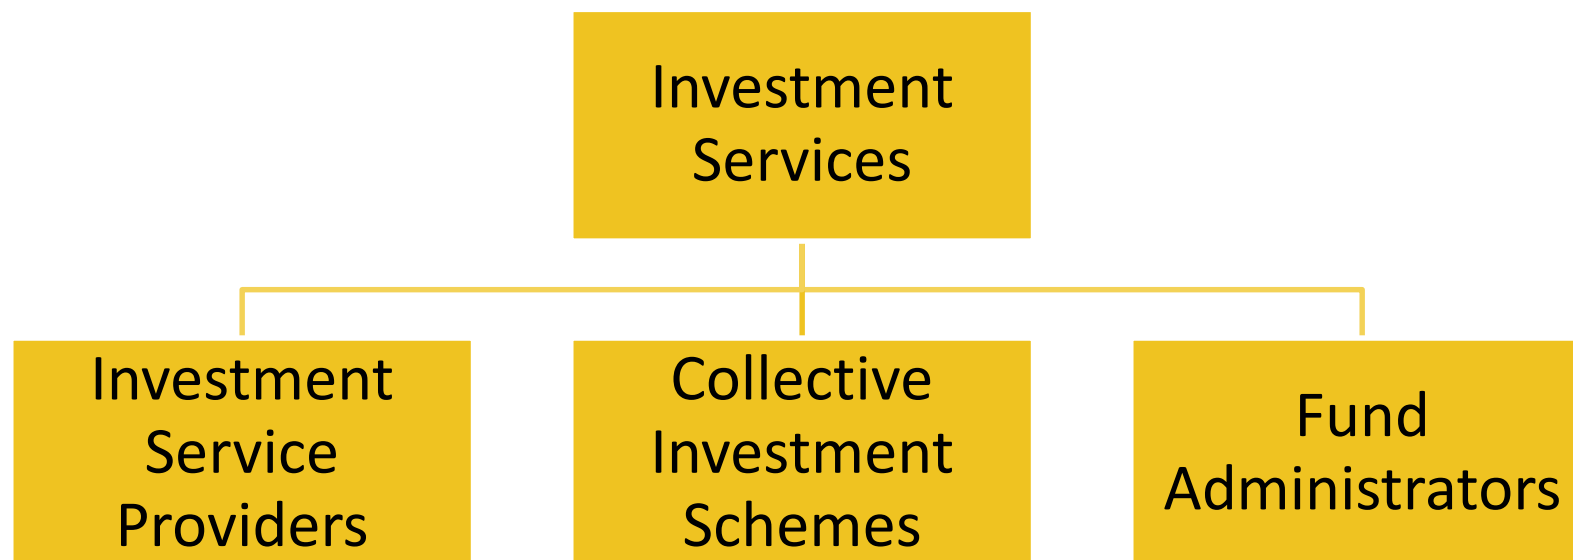 Investment
Services
Investment
Service
Providers
Collective
Investment
Schemes
Fund
Administrators